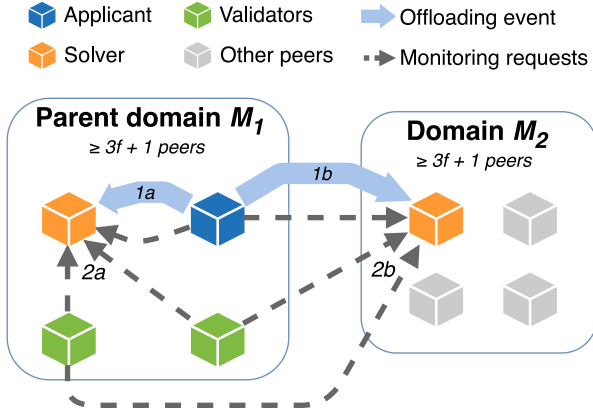 Applicant
Validators
Offloading event
Solver
Other peers
Monitoring requests
Parent domain M1
≥ 3f + 1 peers
Domain M2
≥ 3f + 1 peers
1a
1b
2a
2b